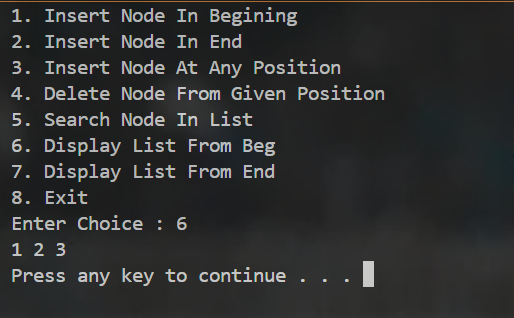 1. Insert Node In Begining
2. Insert Node In End
3. Insert Node At Any Position
4. Delete Node From Given Position
5. Search Node In List
6. Display List From Beg
7. Display List From End
8. Exit
Enter Choice : 6
1 2 3
Press any key to continue . . .